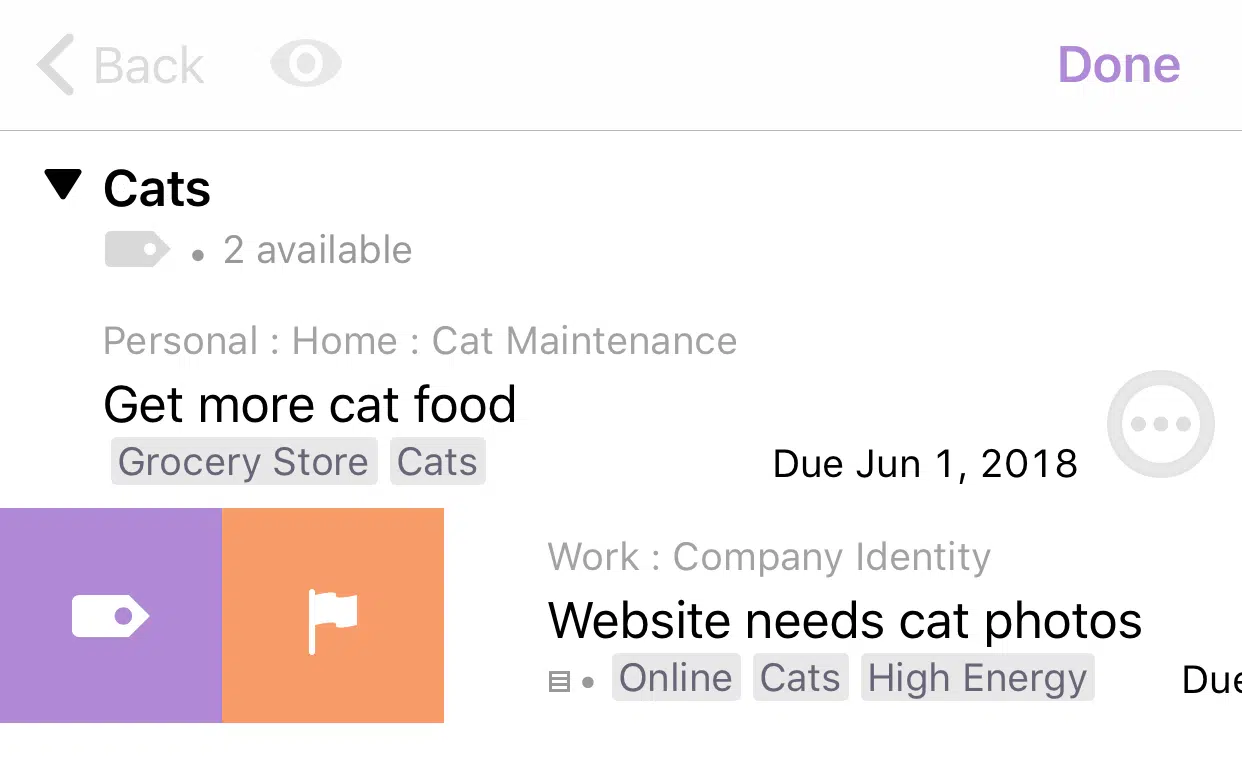 Back Done
Cats
• 2 available
Personal : Home : Cat Maintenance
Get more cat food
Grocery Store Cats Due Jun 1, 2018
Work : Company Identity
Website needs cat photos
• Online Cats High Energy Due